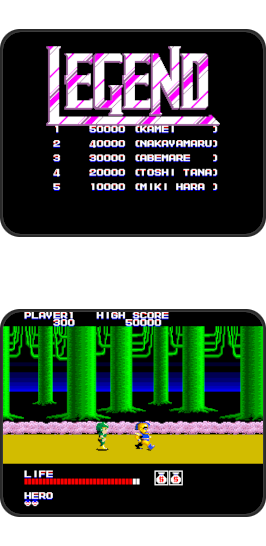 LEGEND
1 50000 (KAMEI )
2 40000 (NAKAYAMARU)
3 30000 (ABEMARE )
4 20000 (TOSHI TANA)
5 10000 (MIKI HARA )
PLAYER1 HIGH SCORE
300 50000
LIFE
HERO